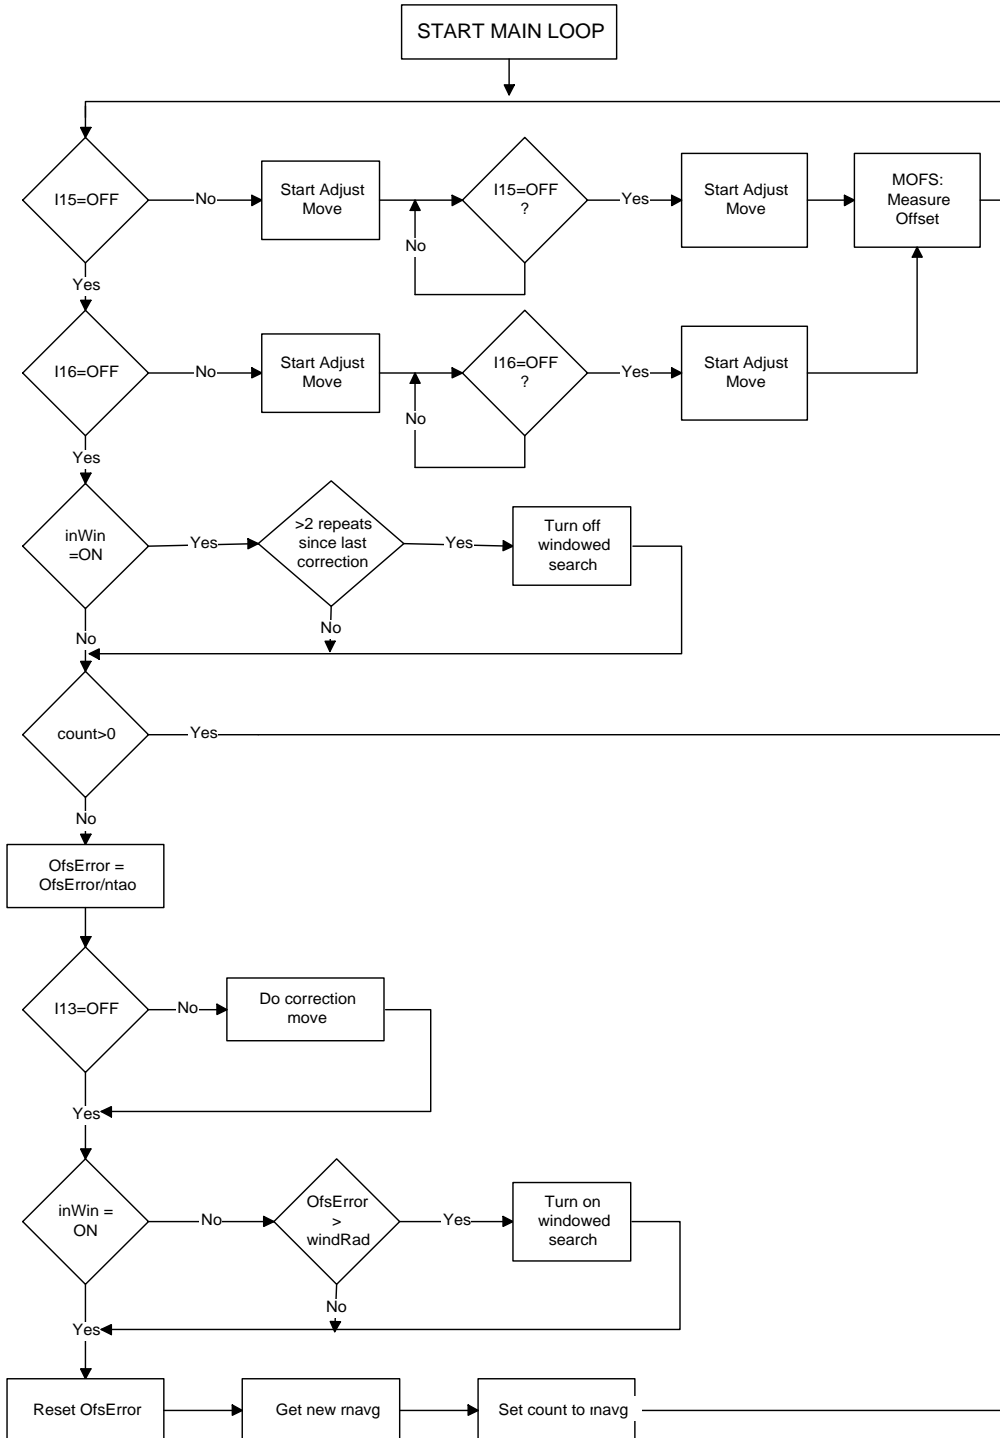 START MAIN LOOP
I15=OFF
No
Start Adjust
Move
I15=OFF
?
No
Yes
Start Adjust
Move
MOFS:
Measure
Offset
Yes
I16=OFF
No
Start Adjust
Move
I16=OFF
?
No
Yes
Start Adjust
Move
Yes
inWin
=ON
Yes
>2 repeats
since last
correction
Yes
Turn off
windowed
search
No
No
count>0
Yes
No
OfsError =
OfsError/ntao
I13=OFF
No
Do correction
move
Yes
inWin =
ON
No
OfsError
>
windRad
Yes
Turn on
windowed
search
No
Yes
Reset OfsError
Get new mavg
Set count to mavg